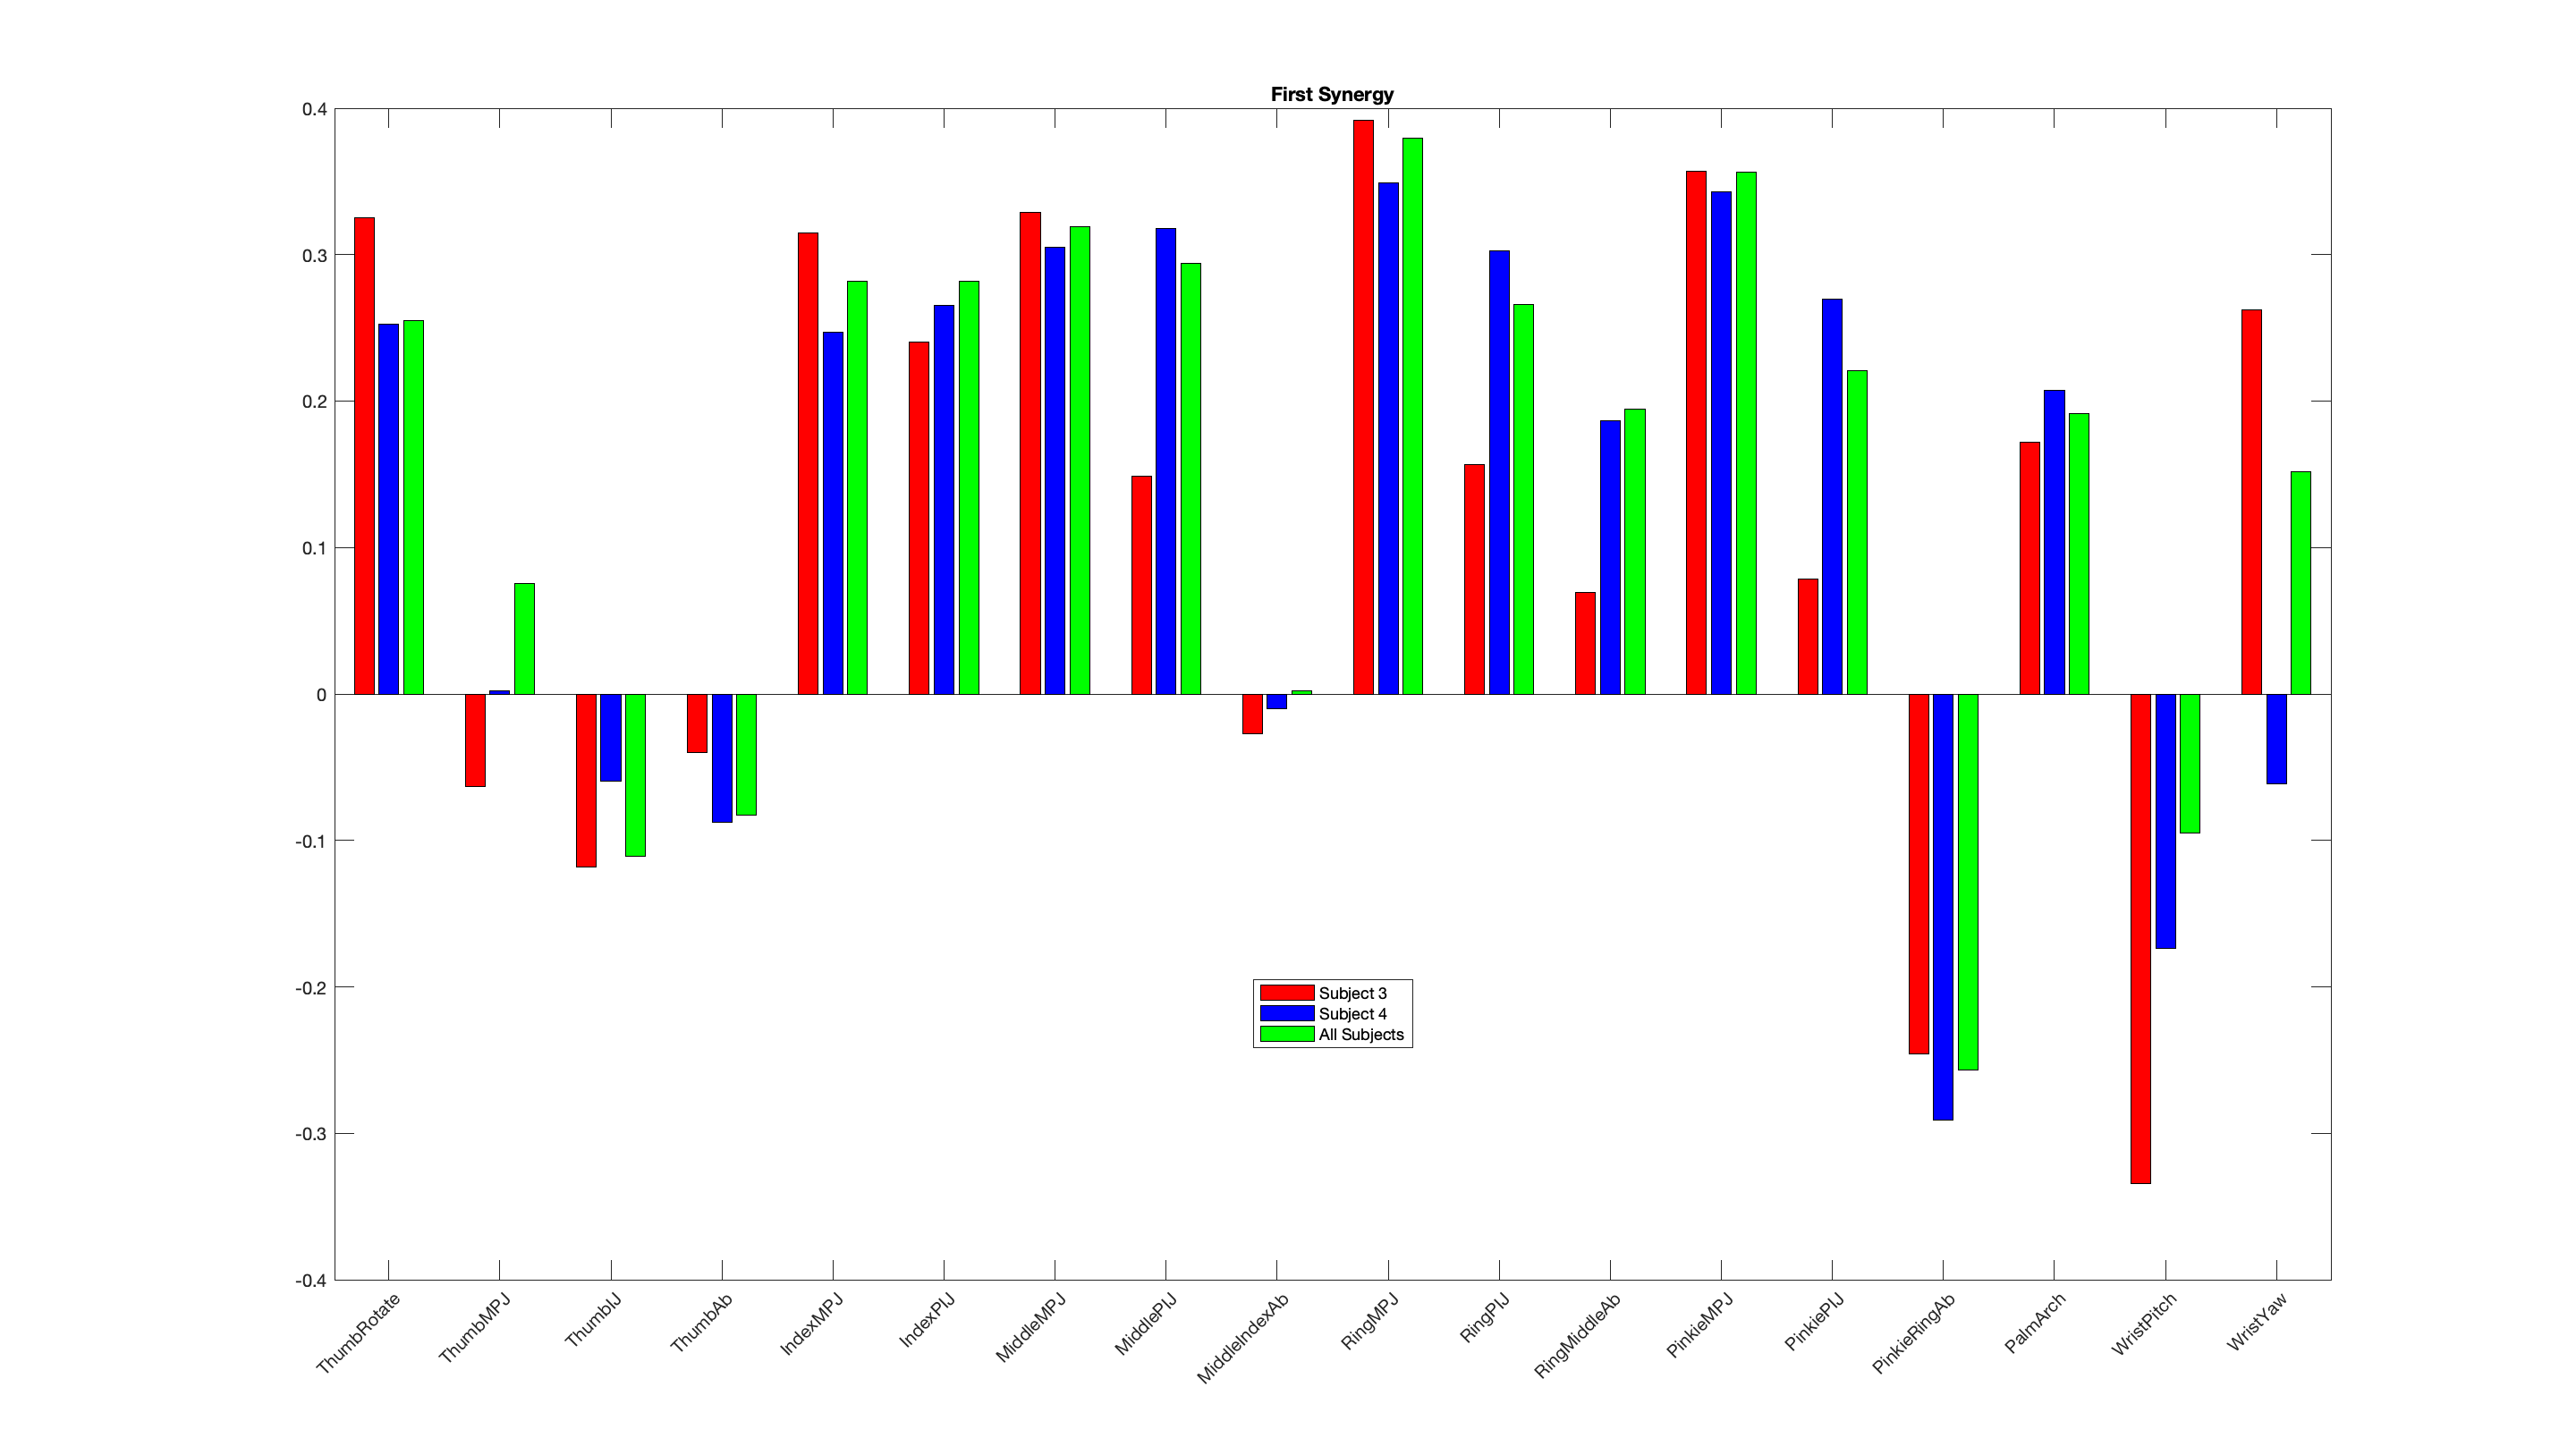 First Synergy
0.4
0.3
0.2
0.1
0
-0.1
-0.2
-0.3
-0.4
Subject 3
Subject 4
All Subjects
ThumbRotate
ThumbMPJ
ThumbIJ
ThumbAb
IndexMPJ
IndexPIJ
MiddleMPJ
MiddlePIJ
MiddleIndexAb
RingMPJ
RingPIJ
RingMiddleAb
PinkieMPJ
PinkiePIJ
PinkieRingAb
PalmArch
WristPitch
WristYaw